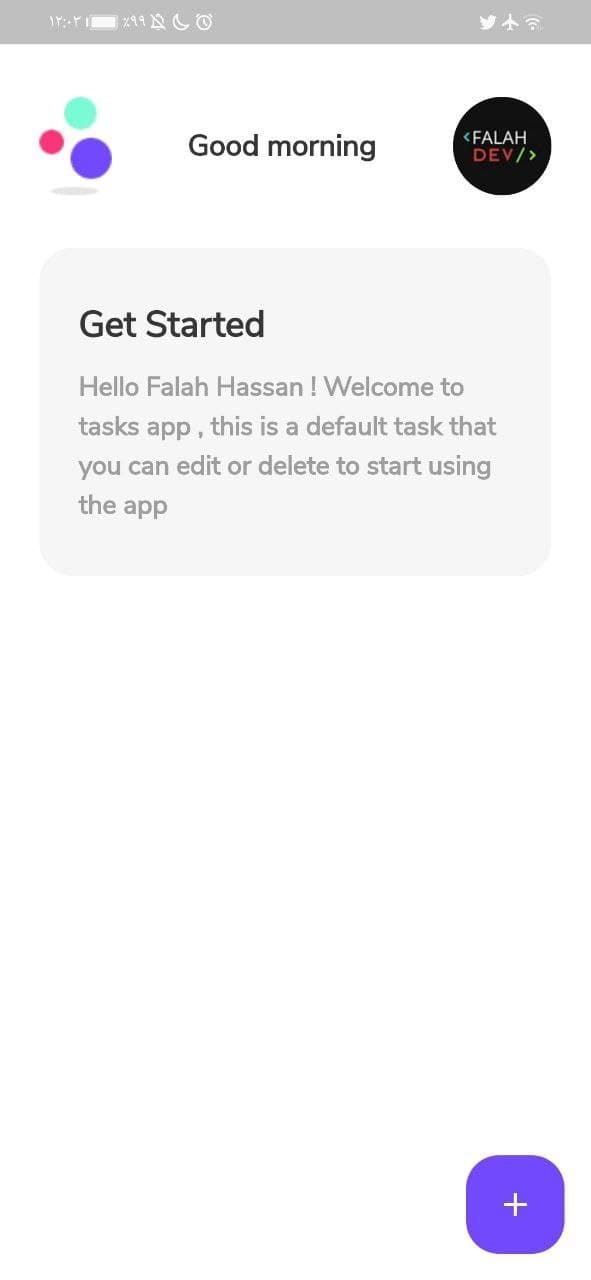 ١٢:٠٣ ٪٩٩
Good morning
<FALAH
DEV/>
Get Started
Hello Falah Hassan ! Welcome to
tasks app , this is a default task that
you can edit or delete to start using
the app
+